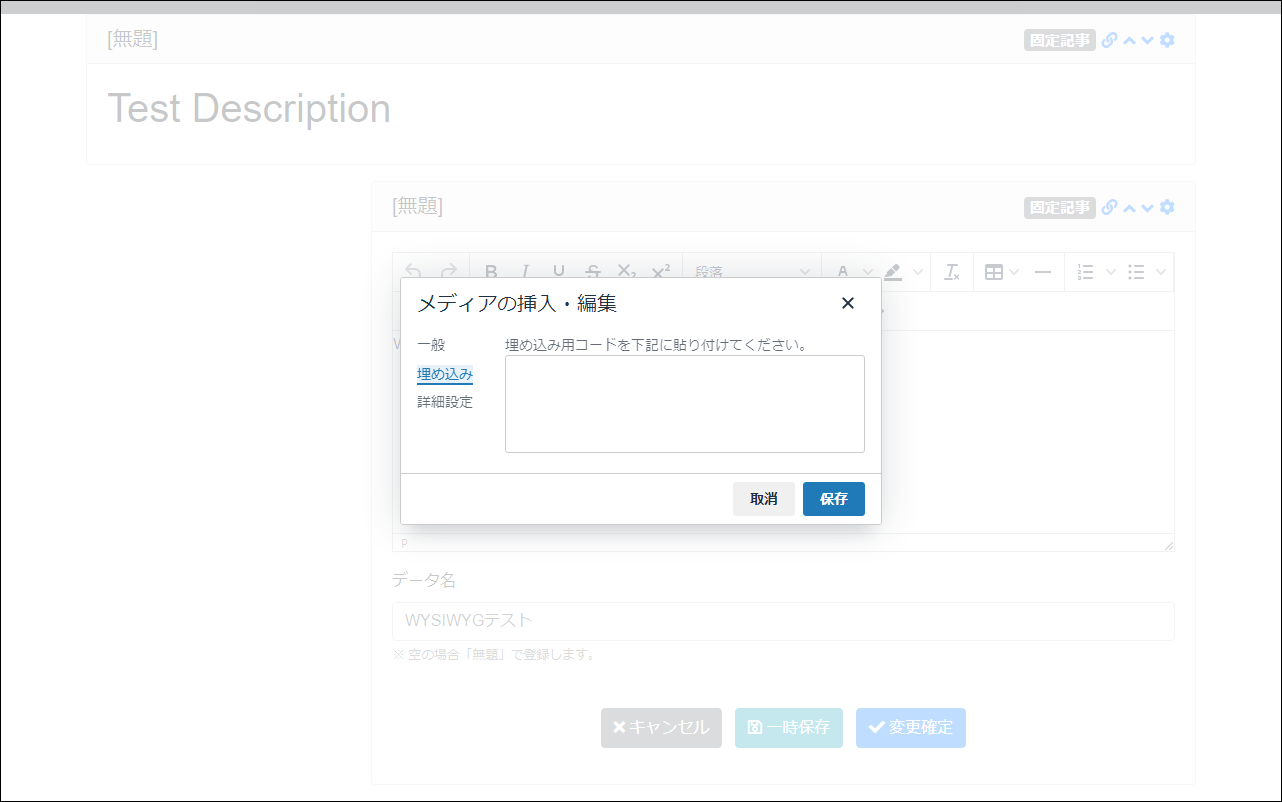 [無題]
固定記事
Test Description
[無題]
固定記事
B I U S X₂ x²
段落
A
メディアの挿入・編集
一般
埋め込み用コードを下記に貼り付けてください。
埋め込み
詳細設定
取消
保存
p
データ名
WYSIWYGテスト
※ 空の場合「無題」で登録します。
キャンセル
一時保存
変更確定